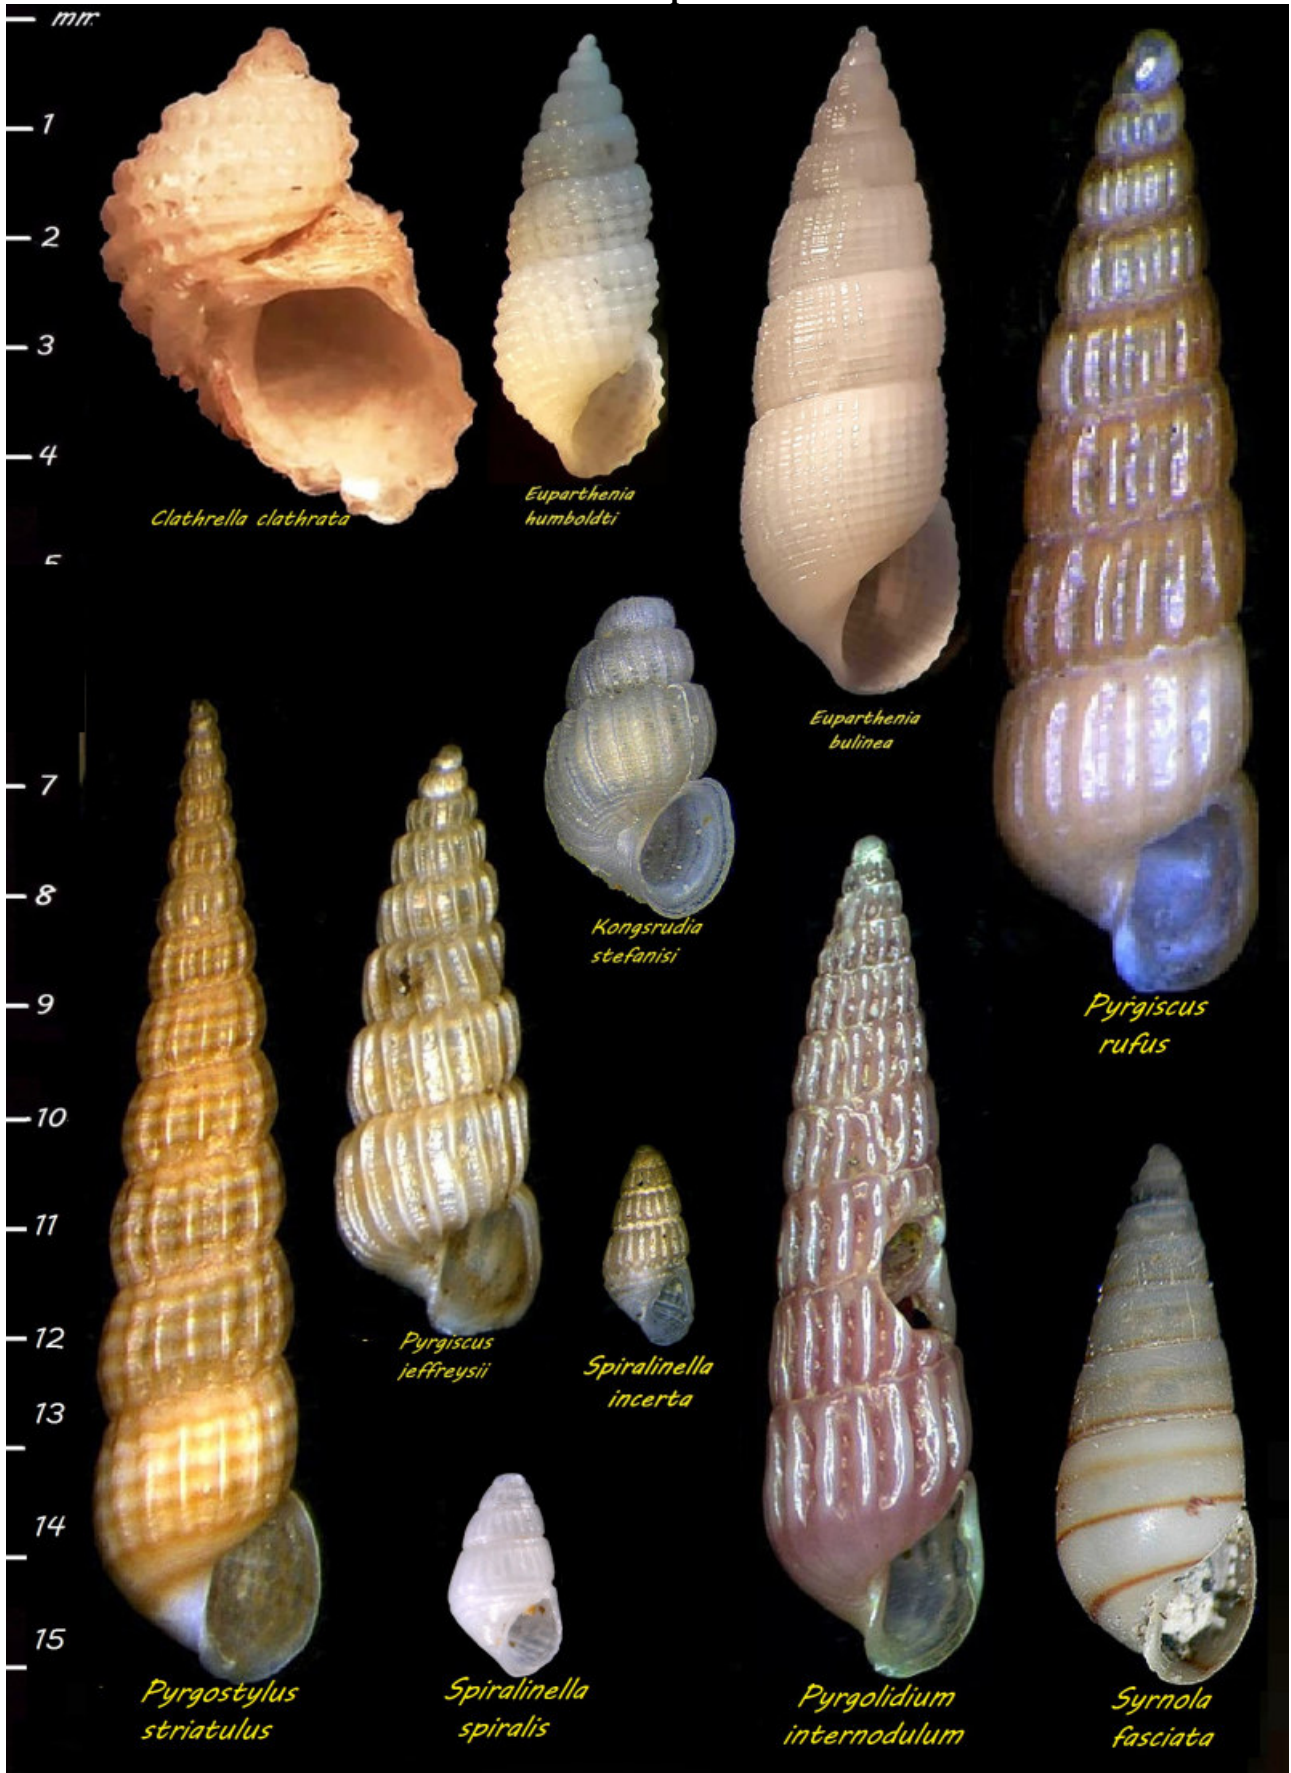 mm
1
2
3
4
5
7
8
9
10
11
12
13
14
15
Clathrella clathrata
Euparthenia
humboldti
Euparthenia
bulinea
Kongsrudia
stefanisi
Pyrgiscus
rufus
Pyrgiscus
jeffreysii
Spiralinella
incerta
Pyrgostylus
striatulus
Spiralinella
spiralis
Pyrgolidium
internodulum
Syrnola
fasciata